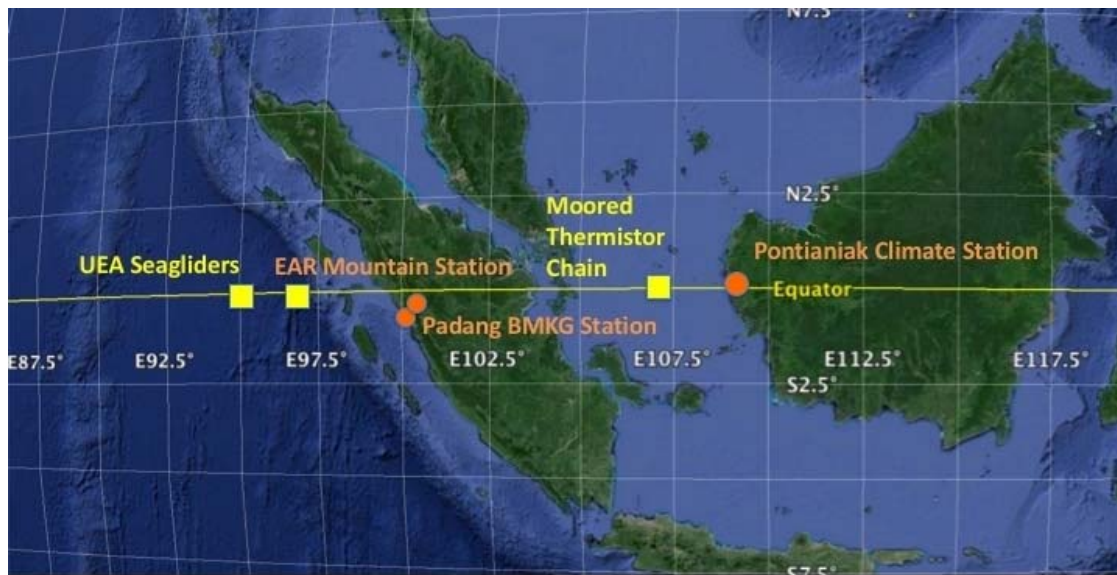 N7.5°
N2.5°
Moored
Thermistor
Chain
Pontianiak Climate Station
UEA Seagliders
EAR Mountain Station
Equator
Padang BMKG Station
E87.5°
E92.5°
E97.5°
E102.5°
E107.5°
E112.5°
E117.5°
S2.5°
S7.5°